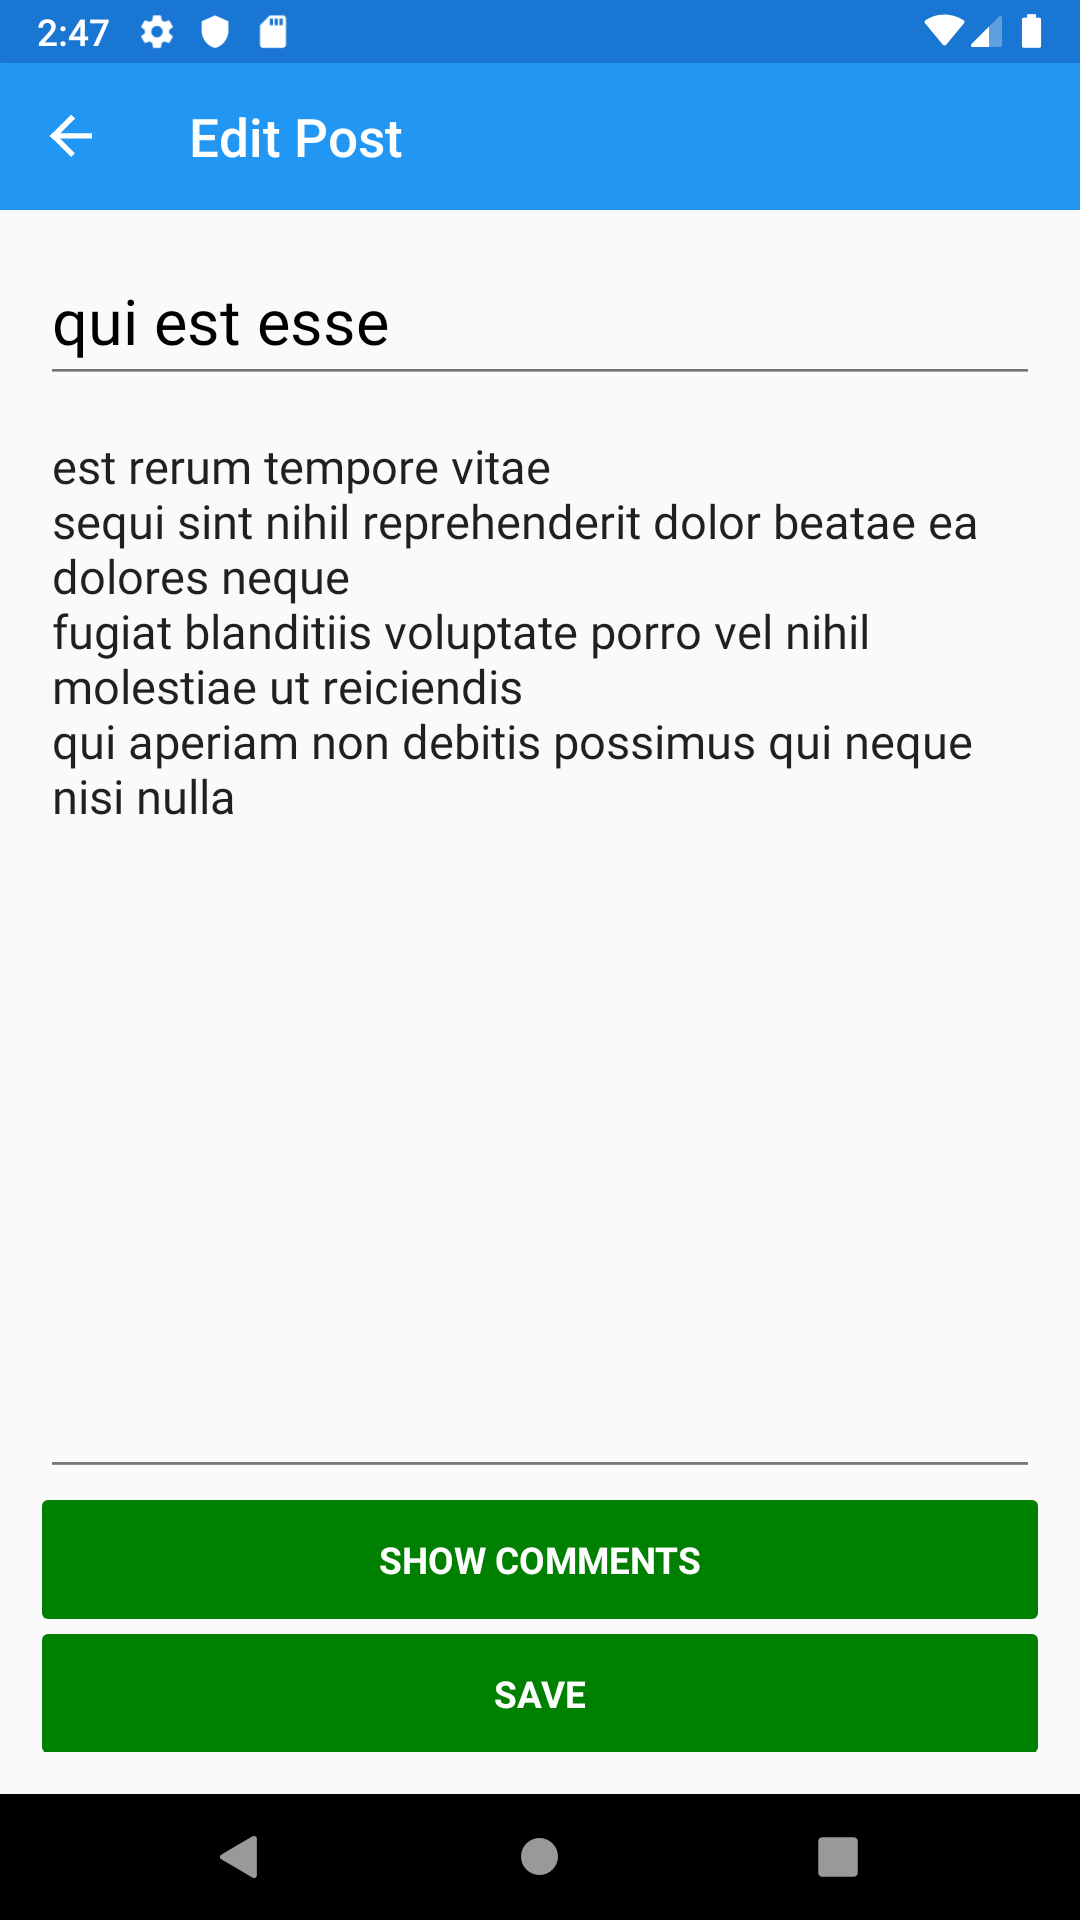 2:47
Edit Post
qui est esse
est rerum tempore vitae
sequi sint nihil reprehenderit dolor beatae ea
dolores neque
fugiat blanditiis voluptate porro vel nihil
molestiae ut reiciendis
qui aperiam non debitis possimus qui neque
nisi nulla
SHOW COMMENTS
SAVE